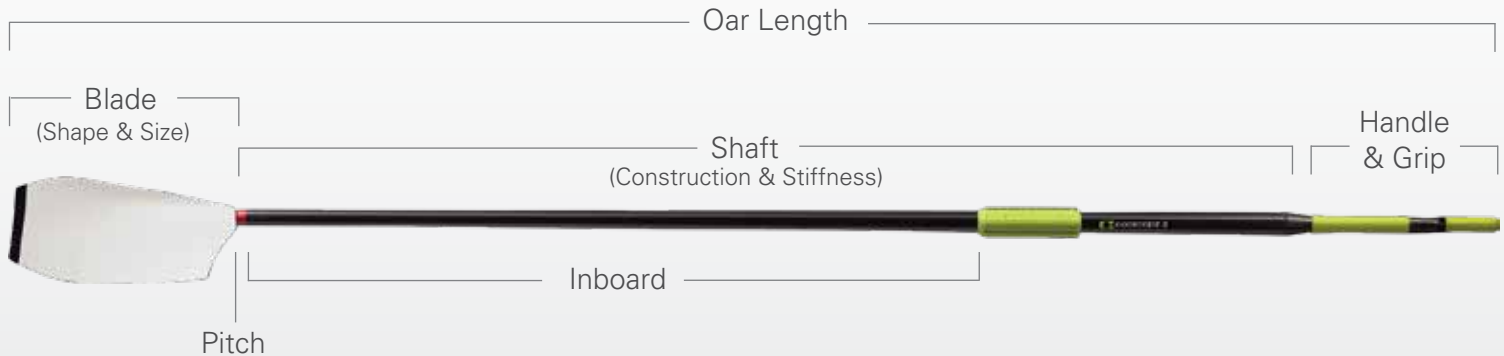 Oar Length
Blade
(Shape & Size)
Shaft
(Construction & Stiffness)
Handle
& Grip
Inboard
Pitch